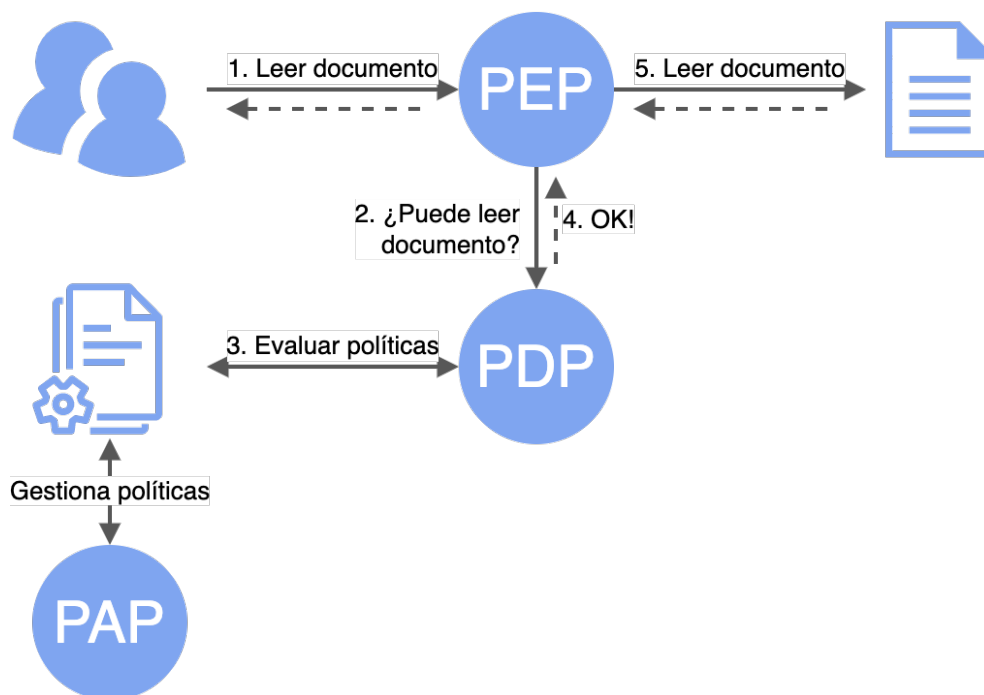 1. Leer documento
PEP
5. Leer documento
2. ¿Puede leer
documento?
4. OK!
3. Evaluar políticas
PDP
Gestiona políticas
PAP